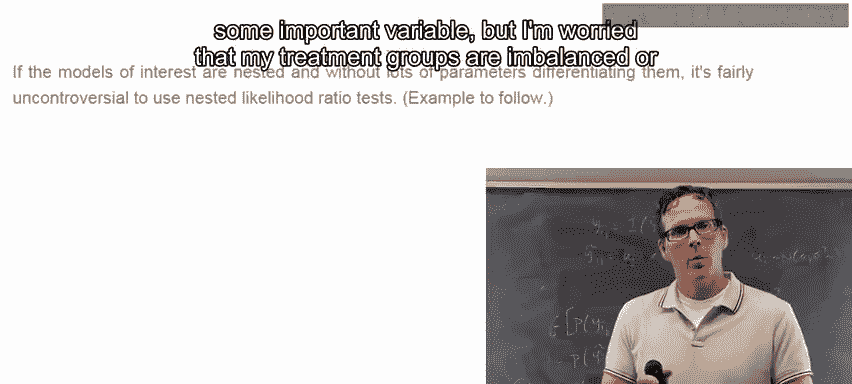 some important variable, but I'm worried
that my treatment groups are imbalanced or
If the models of interest are nested and without lots of parameters differentiating them, it's fairly
uncontroversial to use nested likelihood ratio tests. (Example to follow.)